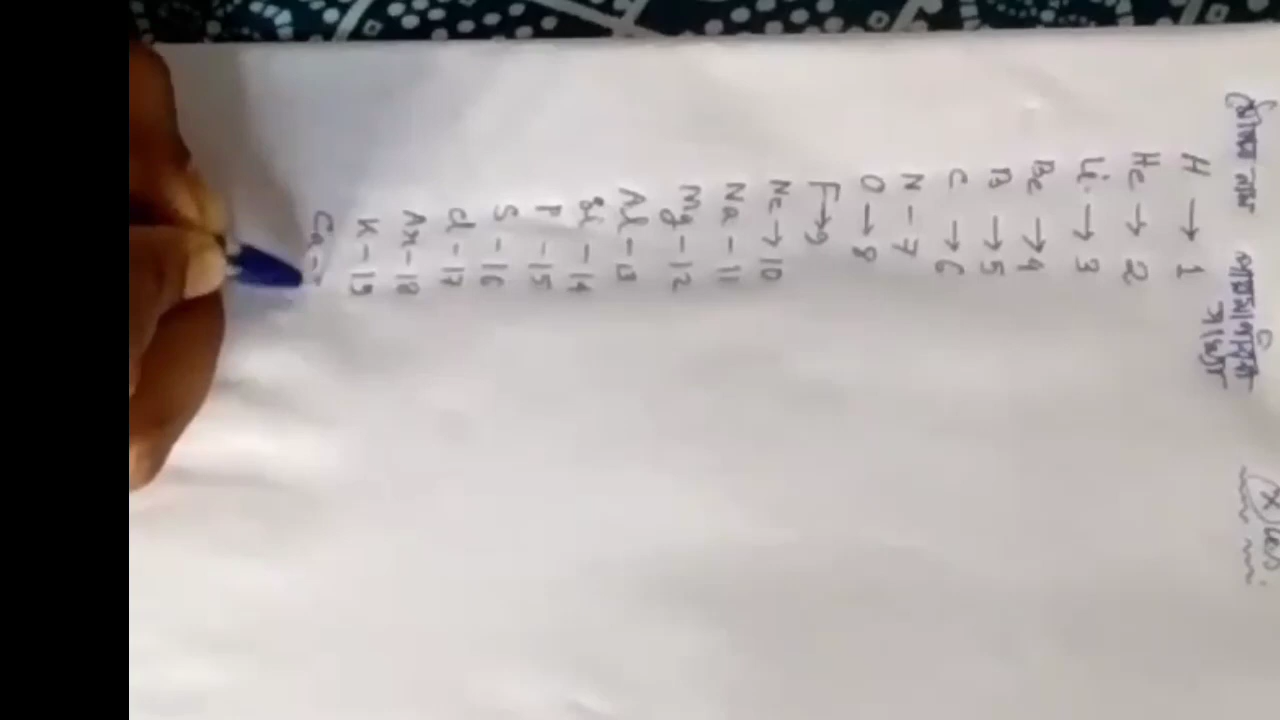 পারমাণবিক সংখ্যা
H → 1
He → 2
Li → 3
Be → 4
B → 5
C → 6
N - 7
O → 8
F → 9
Ne → 10
Na - 11
Mg - 12
Al - 13
Si - 14
P - 15
S - 16
Cl - 17
Ar - 18
K - 19
Ca -